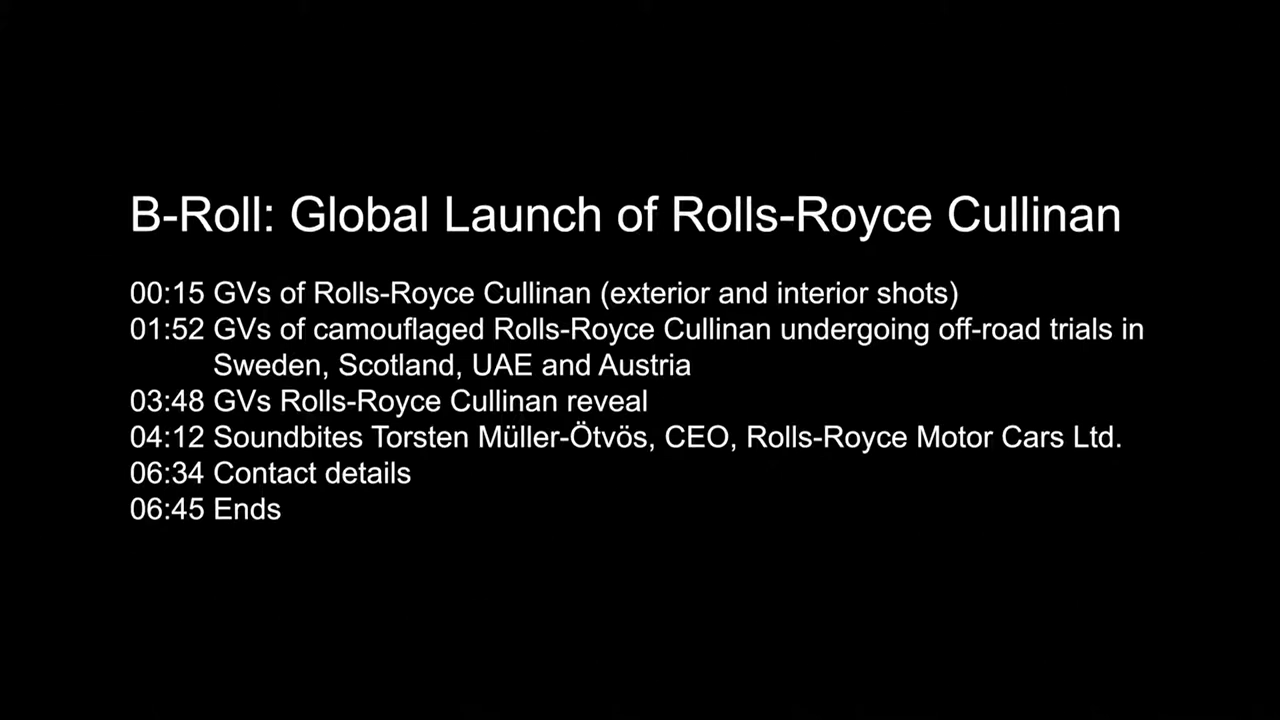 B-Roll: Global Launch of Rolls-Royce Cullinan
00:15 GVs of Rolls-Royce Cullinan (exterior and interior shots)
01:52 GVs of camouflaged Rolls-Royce Cullinan undergoing off-road trials in
Sweden, Scotland, UAE and Austria
03:48 GVs Rolls-Royce Cullinan reveal
04:12 Soundbites Torsten Müller-Ötvös, CEO, Rolls-Royce Motor Cars Ltd.
06:34 Contact details
06:45 Ends